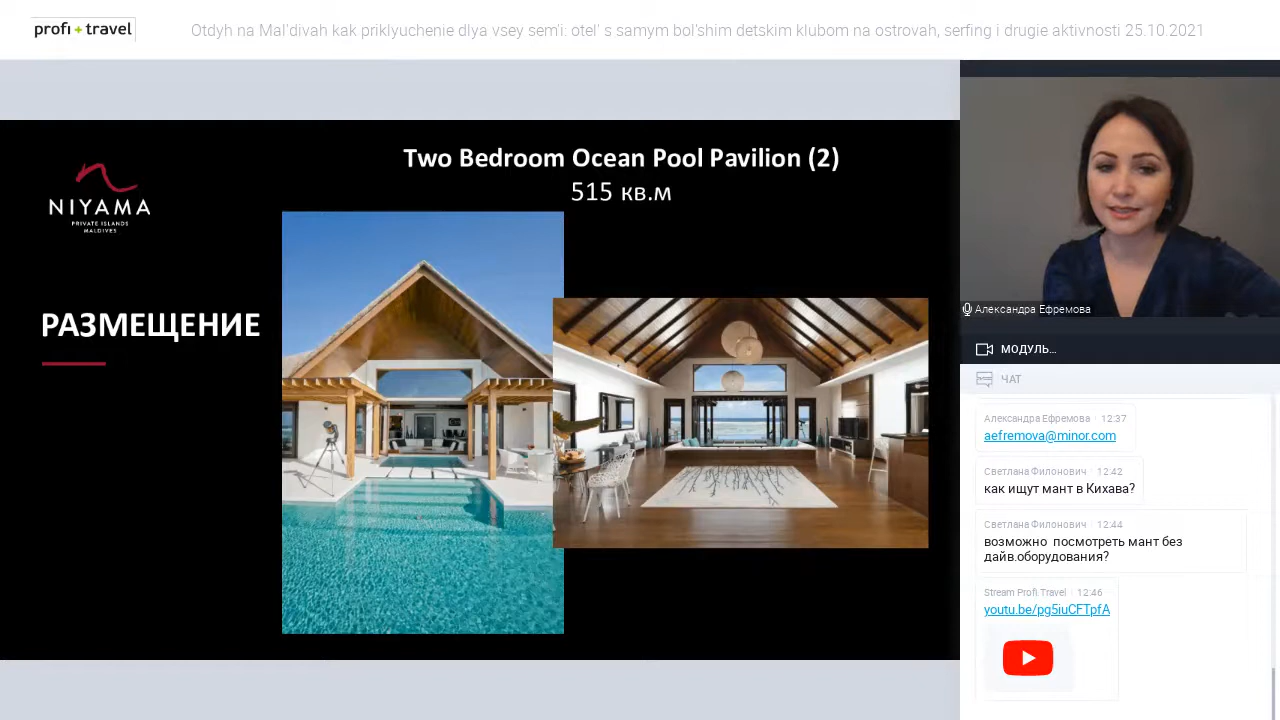 profi + travel
Otdyh na Mal'divah kak priklyuchenie dlya vsey sem'i: otel' s samym bol'shim detskim klubom na ostrovah, serfing i drugie aktivnosti 25.10.2021
NIYAMA
PRIVATE ISLANDS
MALDIVES
Two Bedroom Ocean Pool Pavilion (2)
515 кв.м
РАЗМЕЩЕНИЕ
Александра Ефремова
МОДУЛЬ...
ЧАТ
Александра Ефремова 12:37
aefremova@minor.com
Светлана Филонович 12:42
как ищут мант в Кихава?
Светлана Филонович 12:44
возможно  посмотреть мант без
дайв.оборудования?
Stream Profi.Travel 12:46
youtu.be/pg5iuCFTpfA